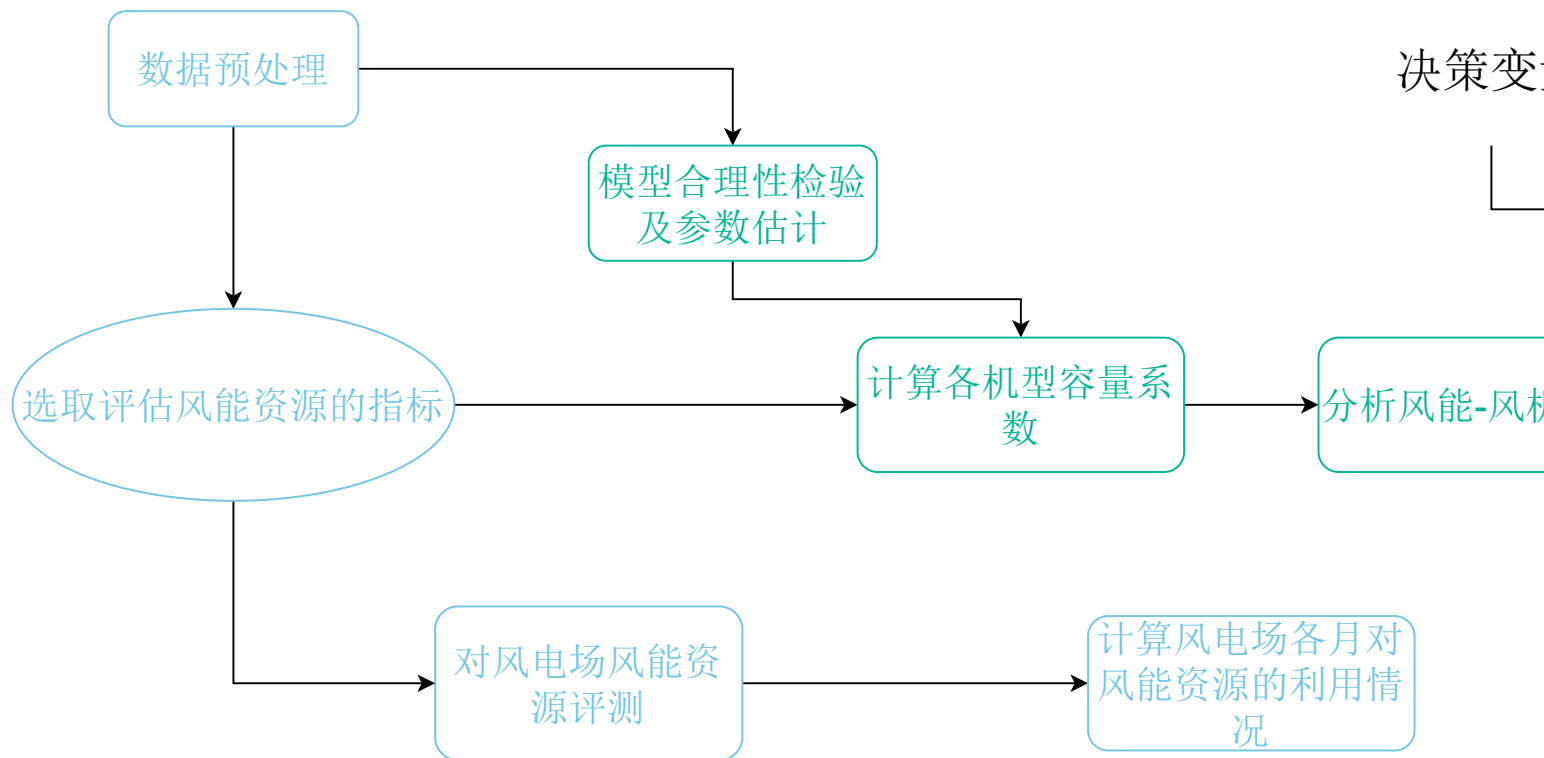 数据预处理
决策变
模型合理性检验
及参数估计
选取评估风能资源的指标
计算各机型容量系
数
分析风能-风
对风电场风能资
源评测
计算风电场各月对
风能资源的利用情
况